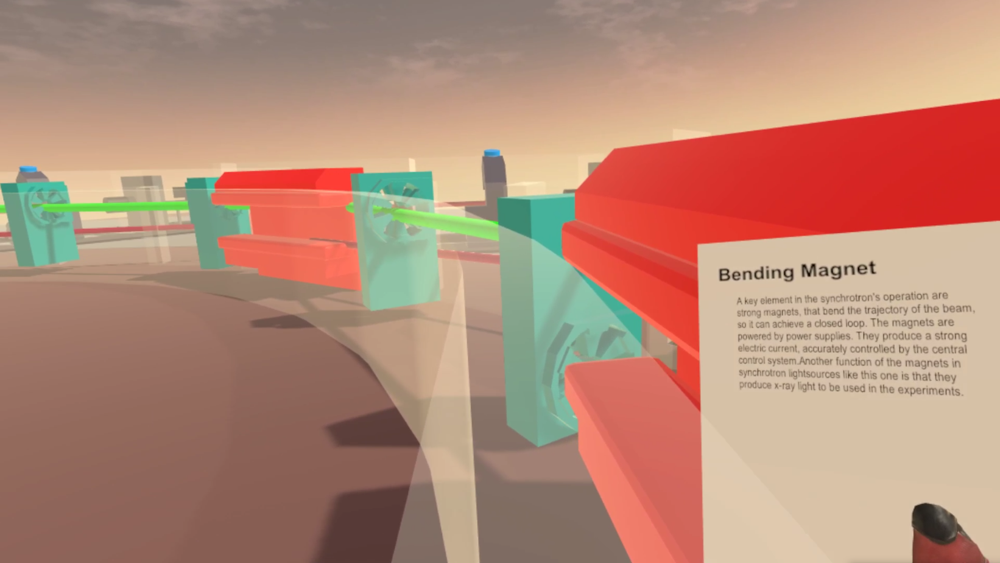 Bending Magnet
A key element in the synchrotron's operation are
strong magnets, that bend the trajectory of the beam,
so it can achieve a closed loop. The magnets are
powered by power supplies. They produce a strong
electric current, accurately controlled by the central
control system.Another function of the magnets in
synchrotron lightsources like this one is that they
produce x-ray light to be used in the experiments.